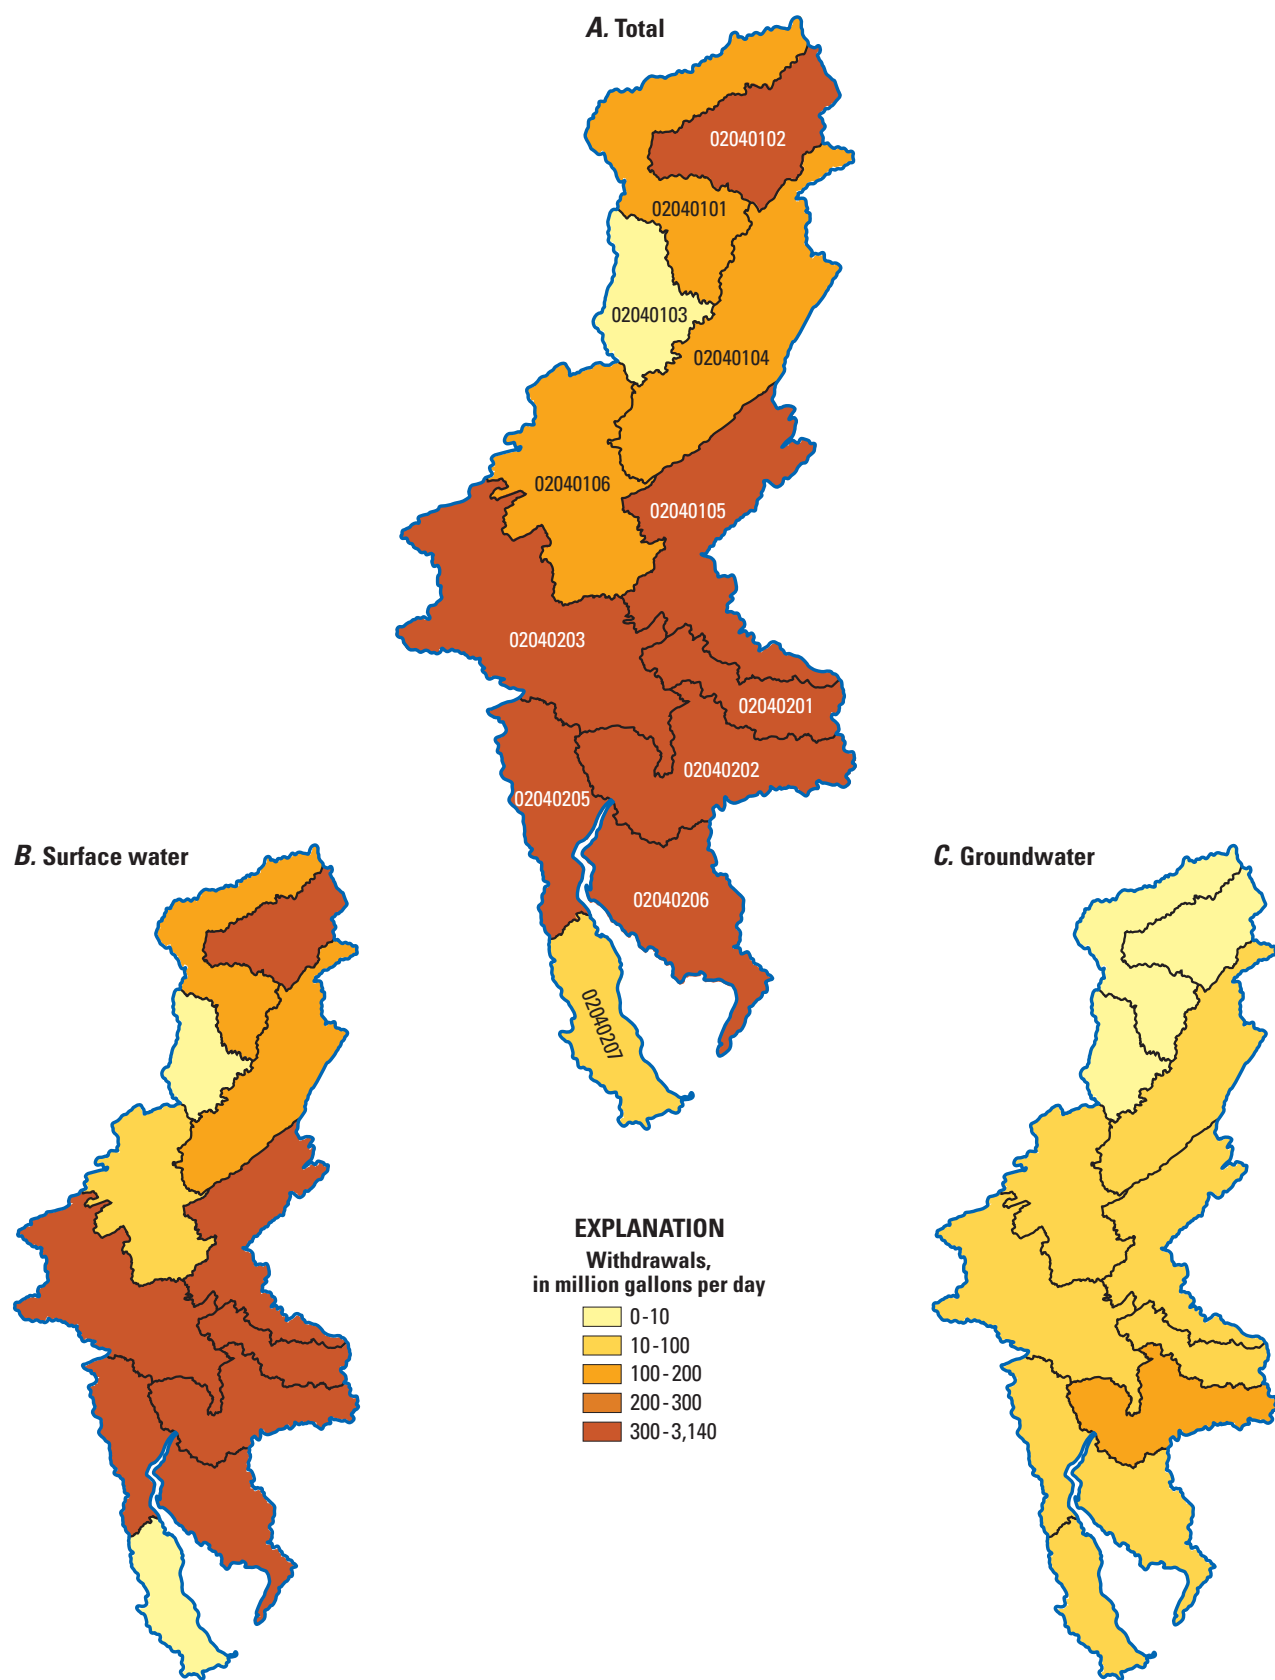 A. Total
02040102
02040101
02040103
02040104
02040106
02040105
02040203
02040201
02040202
02040205
02040206
02040207
B. Surface water
C. Groundwater
EXPLANATION
Withdrawals,
in million gallons per day
0-10
10-100
100-200
200-300
300-3,140